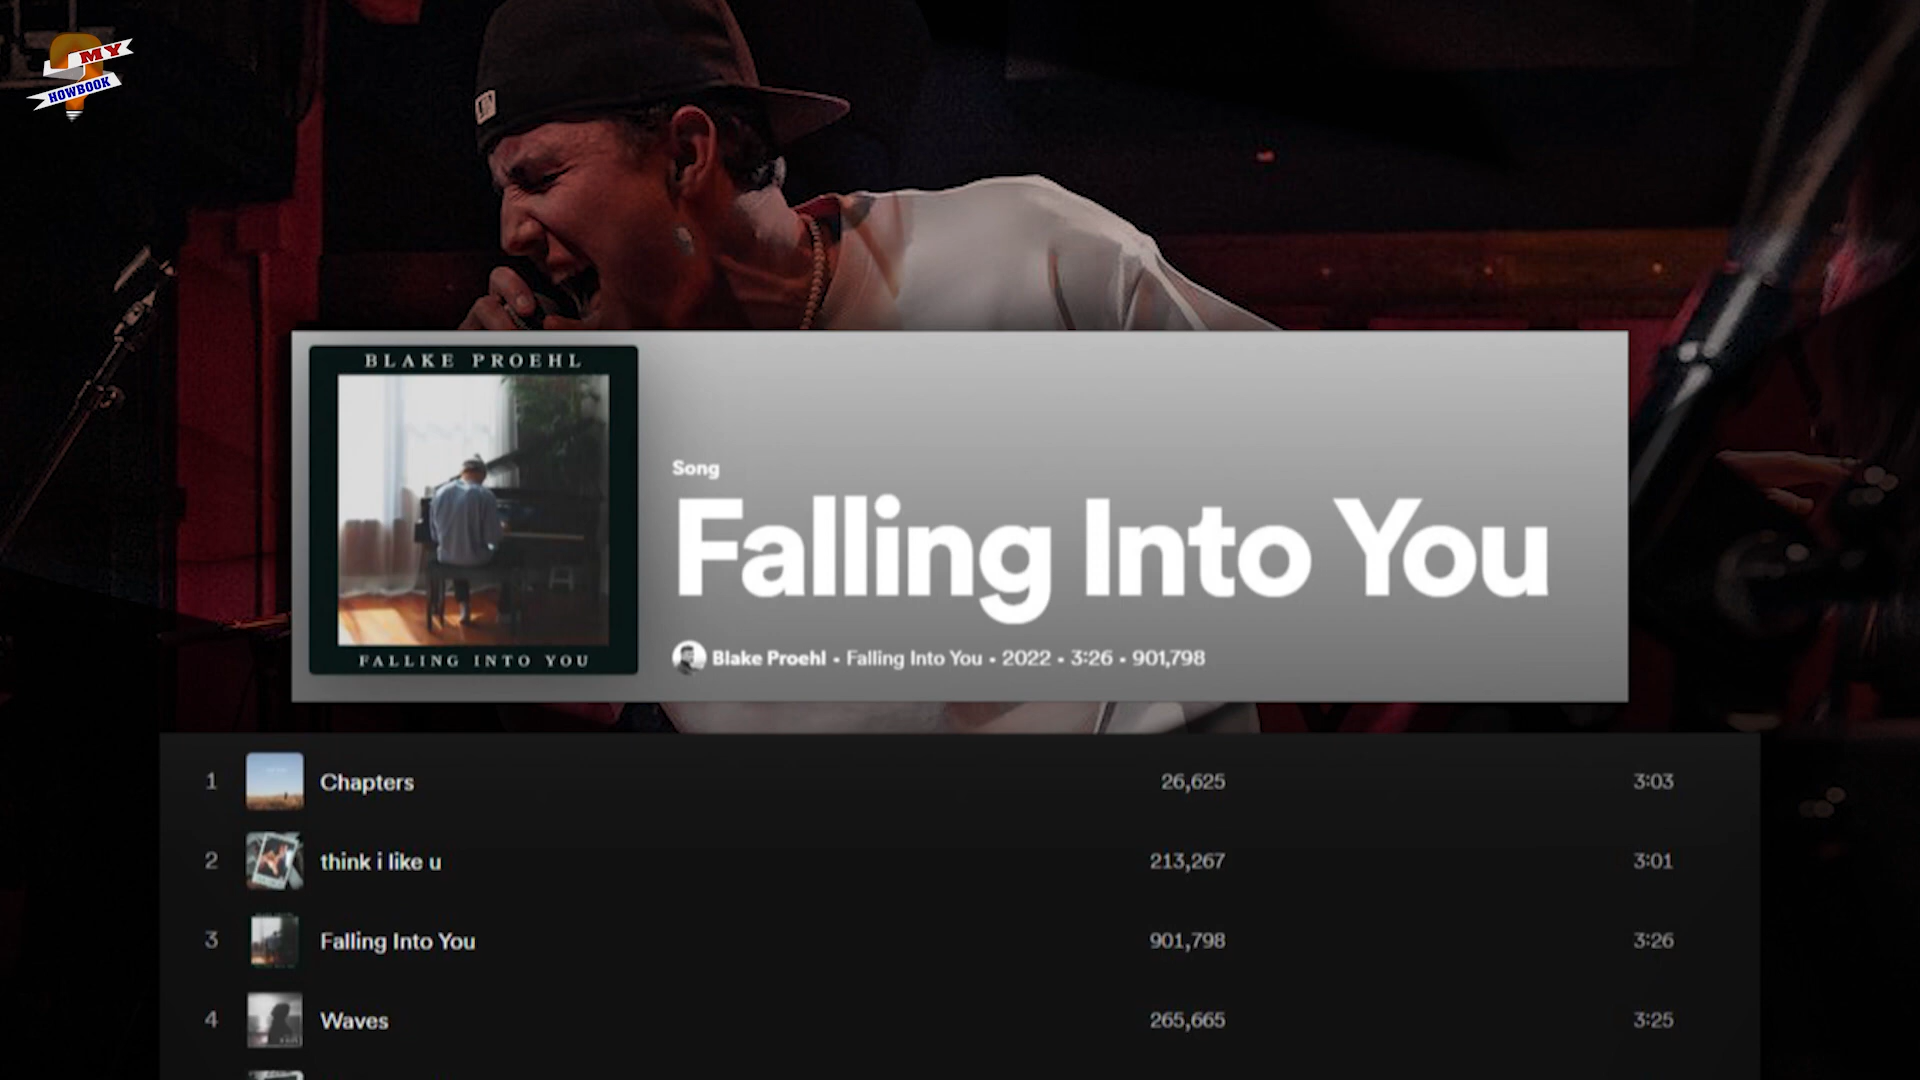 MY
HOWBOOK
BLAKE PROEHL
FALLING INTO YOU
Song
Falling Into You
Blake Proehl • Falling Into You • 2022 • 3:26 • 901,798
1 Chapters 26,625 3:03
2 think i like u 213,267 3:01
3 Falling Into You 901,798 3:26
4 Waves 265,665 3:25